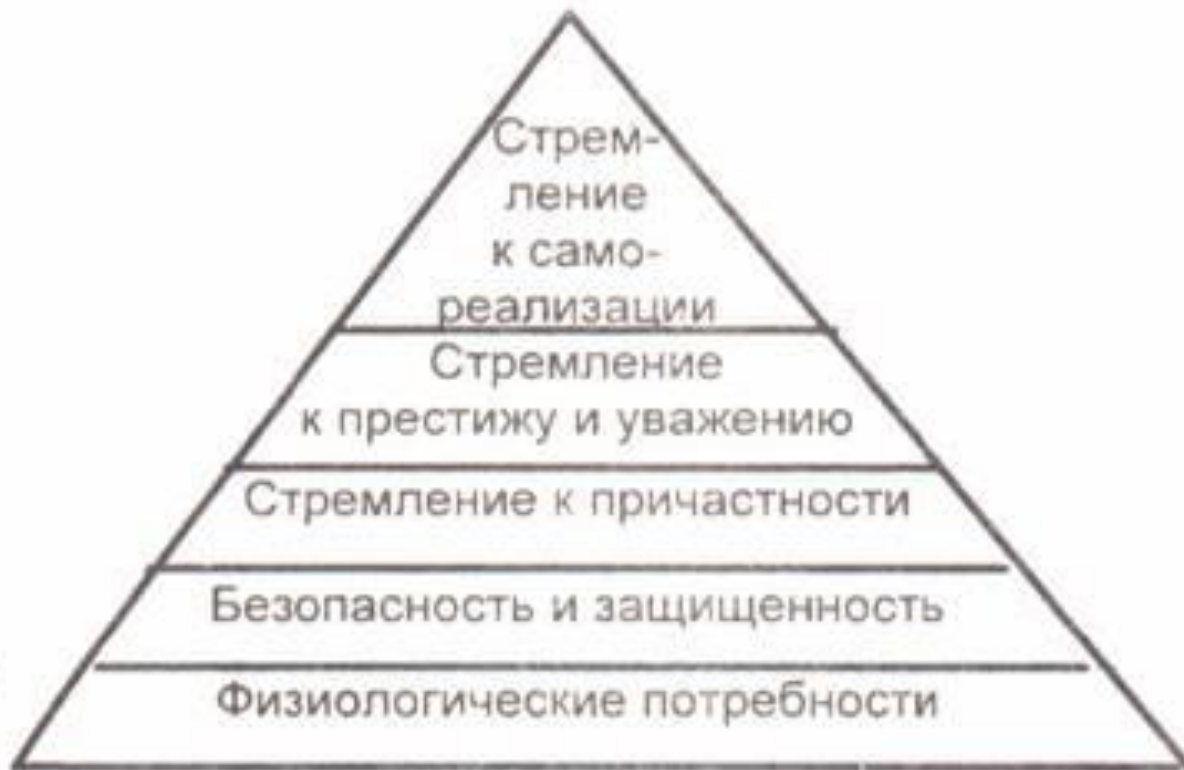 Стрем-
ление
к само-
реализации
Стремление
к престижу и уважению
Стремление к причастности
Безопасность и защищенность
Физиологические потребности